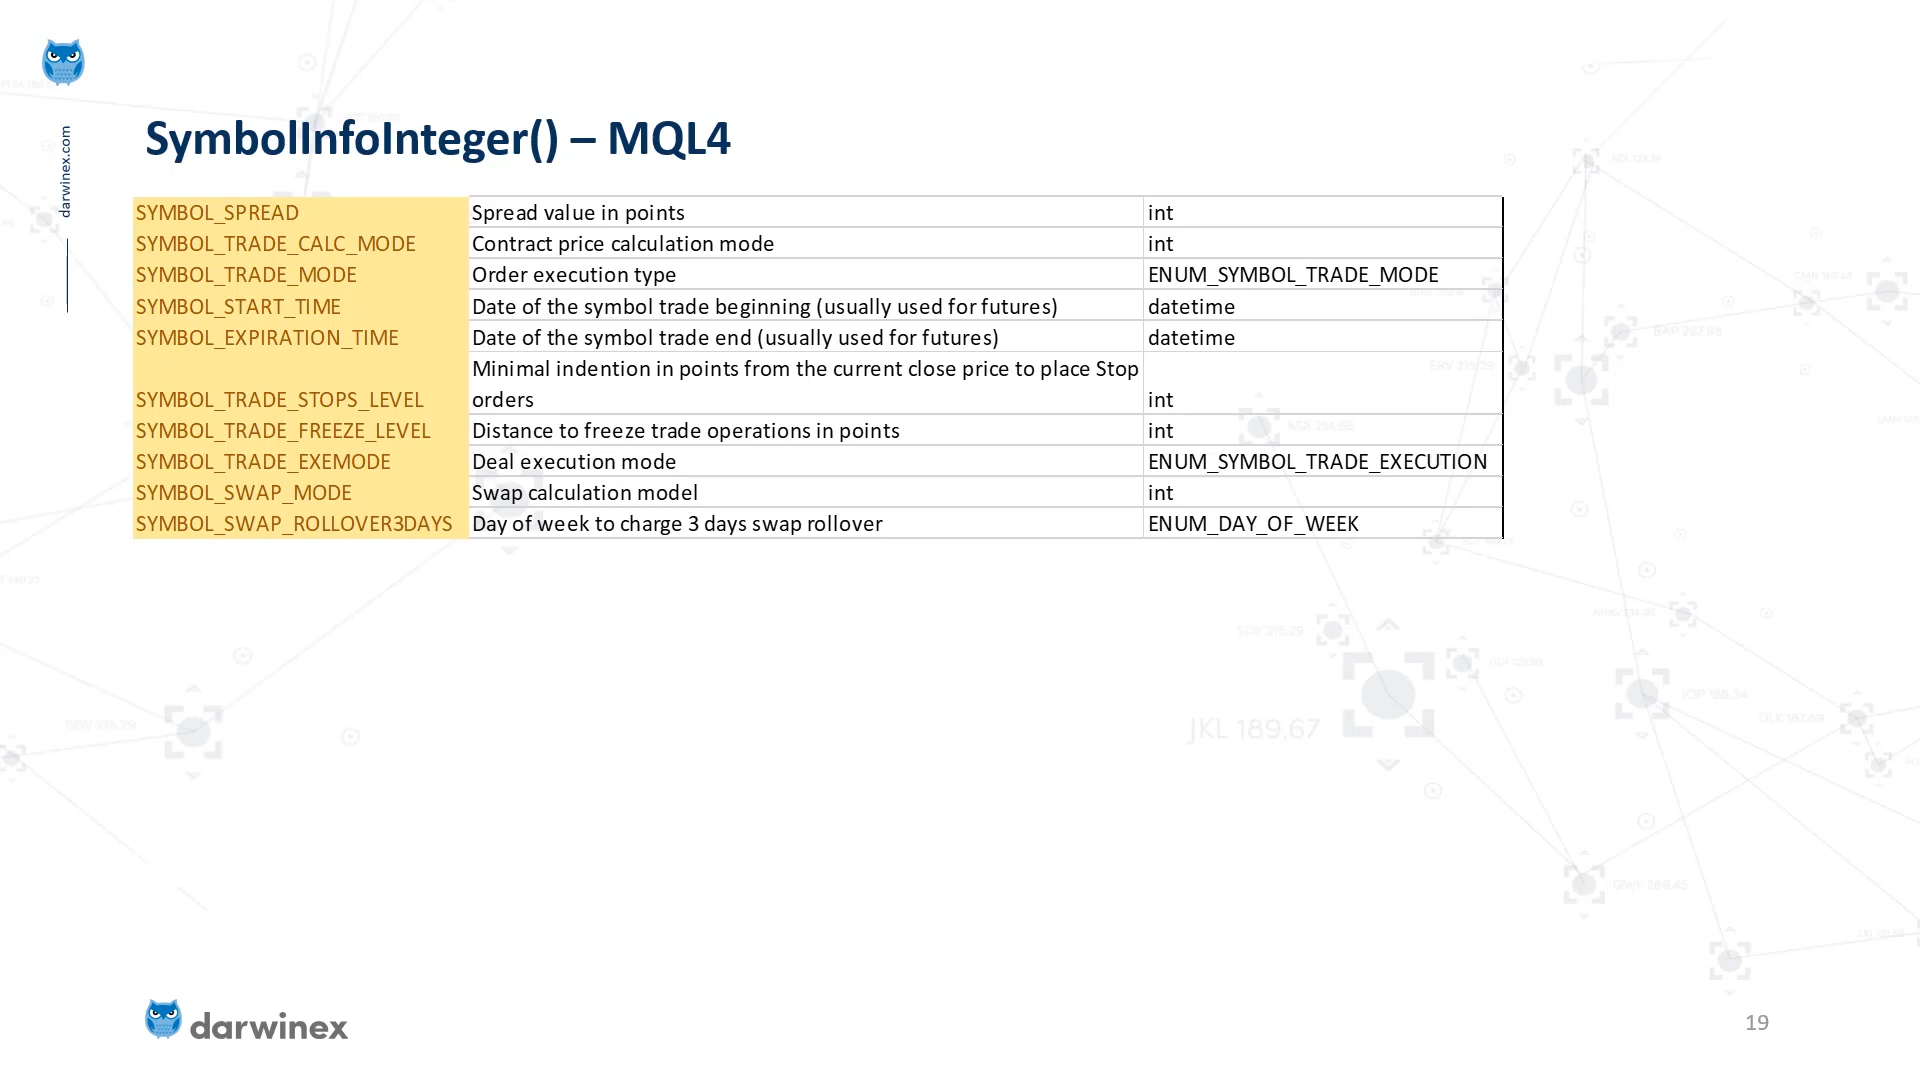 darwinex.com
SymbolInfoInteger() – MQL4
SYMBOL_SPREAD Spread value in points int
SYMBOL_TRADE_CALC_MODE Contract price calculation mode int
SYMBOL_TRADE_MODE Order execution type ENUM_SYMBOL_TRADE_MODE
SYMBOL_START_TIME Date of the symbol trade beginning (usually used for futures) datetime
SYMBOL_EXPIRATION_TIME Date of the symbol trade end (usually used for futures) datetime
Minimal indention in points from the current close price to place Stop
SYMBOL_TRADE_STOPS_LEVEL orders int
SYMBOL_TRADE_FREEZE_LEVEL Distance to freeze trade operations in points int
SYMBOL_TRADE_EXEMODE Deal execution mode ENUM_SYMBOL_TRADE_EXECUTION
SYMBOL_SWAP_MODE Swap calculation model int
SYMBOL_SWAP_ROLLOVER3DAYS Day of week to charge 3 days swap rollover ENUM_DAY_OF_WEEK
JKL 189.67
darwinex
19